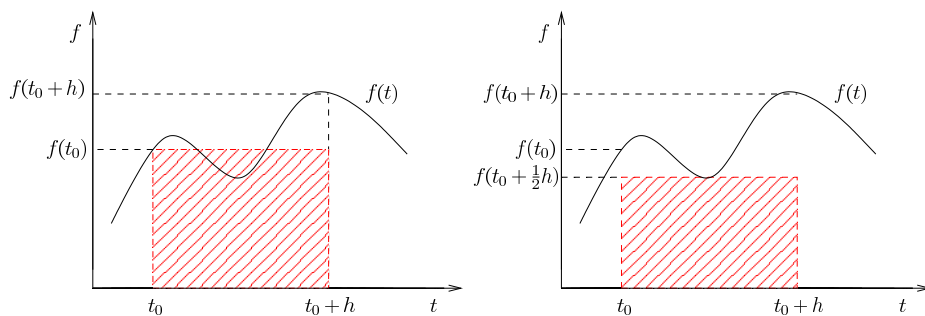 f
f(t₀ + h)
f(t)
f(t₀)
t₀
t₀ + h
t
f
f(t₀ + h)
f(t)
f(t₀)
f(t₀ + ½h)
t₀
t₀ + h
t